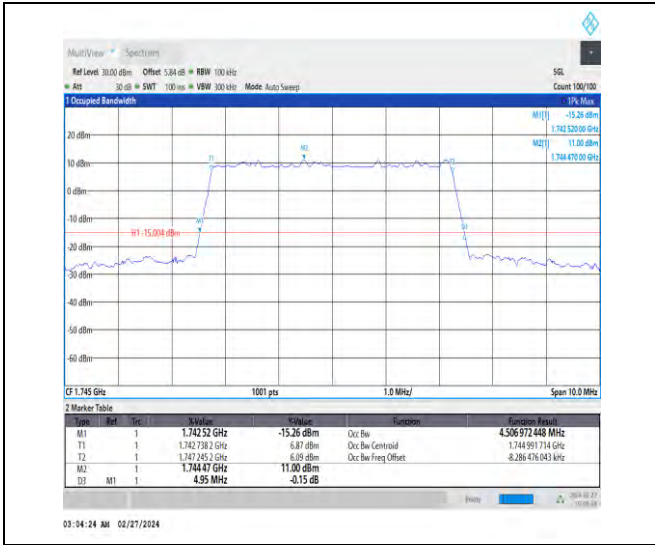 MultiView Spectrum
Ref Level 30.00 dBm Offset 5.84 dB RBW 100 kHz SGL
Att 30 dB SWT 100 ms VBW 300 kHz Mode Auto Sweep Count 100/100
1 Occupied Bandwidth 1Pk Max
M1[1] -15.26 dBm
1.742 520 00 GHz
M2[1] 11.00 dBm
1.744 470 00 GHz
20 dBm
M2
T1
10 dBm
0 dBm
-10 dBm
M1
H1 -15.004 dBm
-20 dBm
-30 dBm
-40 dBm
-50 dBm
-60 dBm
CF 1.745 GHz 1001 pts 1.0 MHz/ Span 10.0 MHz
2 Marker Table
Type Ref Trc X-Value Y-Value Function Function Result
M1 1 1.742 52 GHz -15.26 dBm Occ Bw 4.506 972 448 MHz
T1 1 1.742 738 2 GHz 6.87 dBm Occ Bw Centroid 1.744 991 714 GHz
T2 1 1.747 245 2 GHz 6.09 dBm Occ Bw Freq Offset -8.286 476 043 kHz
M2 1 1.744 47 GHz 11.00 dBm
D3 M1 1 4.95 MHz -0.15 dB
03:04:24 AM 02/27/2024